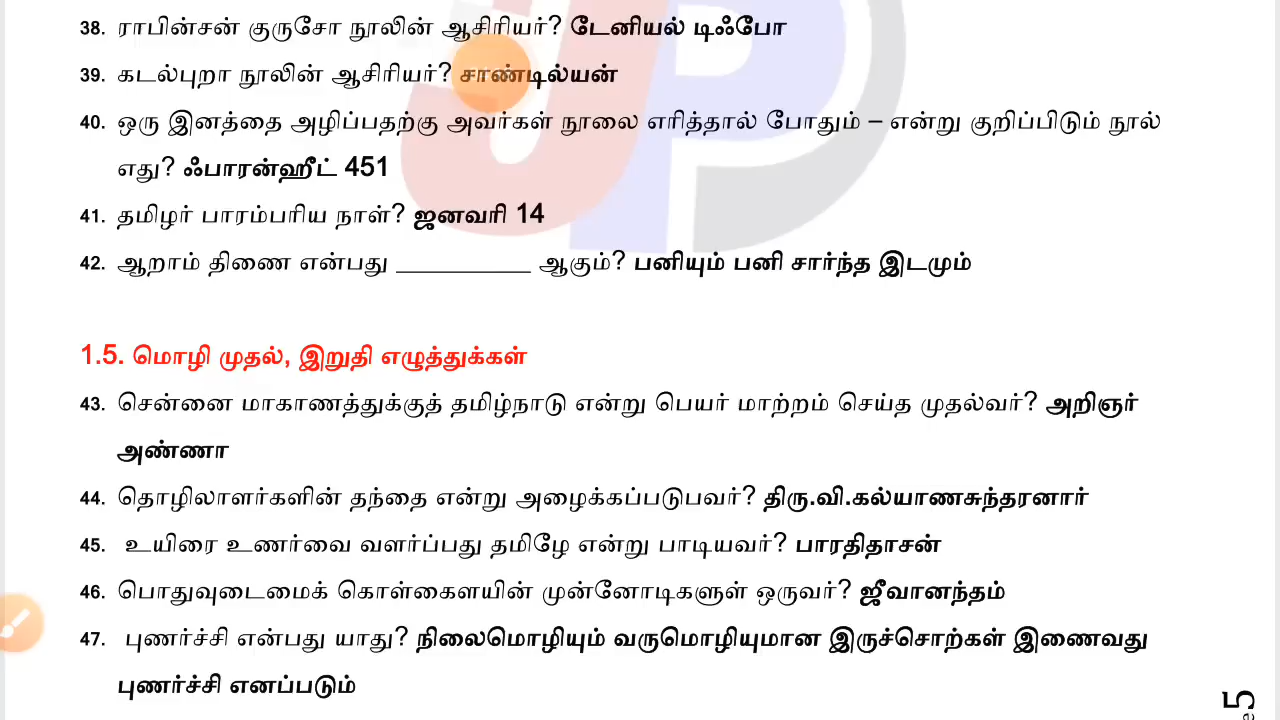 38. ராபின்சன் குருசோ நூலின் ஆசிரியர்? டேனியல் டிஃபோ
39. கடல்புறா நூலின் ஆசிரியர்? சாண்டில்யன்
40. ஒரு இனத்தை அழிப்பதற்கு அவர்கள் நூலை எரித்தால் போதும் – என்று குறிப்பிடும் நூல்
எது? ஃபாரன்ஹீட் 451
41. தமிழர் பாரம்பரிய நாள்? ஜனவரி 14
42. ஆறாம் திணை என்பது __________ ஆகும்? பனியும் பனி சார்ந்த இடமும்
1.5. மொழி முதல், இறுதி எழுத்துக்கள்
43. சென்னை மாகாணத்துக்குத் தமிழ்நாடு என்று பெயர் மாற்றம் செய்த முதல்வர்? அறிஞர்
அண்ணா
44. தொழிலாளர்களின் தந்தை என்று அழைக்கப்படுபவர்? திரு.வி.கல்யாணசுந்தரனார்
45. உயிரை உணர்வை வளர்ப்பது தமிழே என்று பாடியவர்? பாரதிதாசன்
46. பொதுவுடைமைக் கொள்கைளயின் முன்னோடிகளுள் ஒருவர்? ஜீவானந்தம்
47. புணர்ச்சி என்பது யாது? நிலைமொழியும் வருமொழியுமான இருச்சொற்கள் இணைவது
புணர்ச்சி எனப்படும்
5